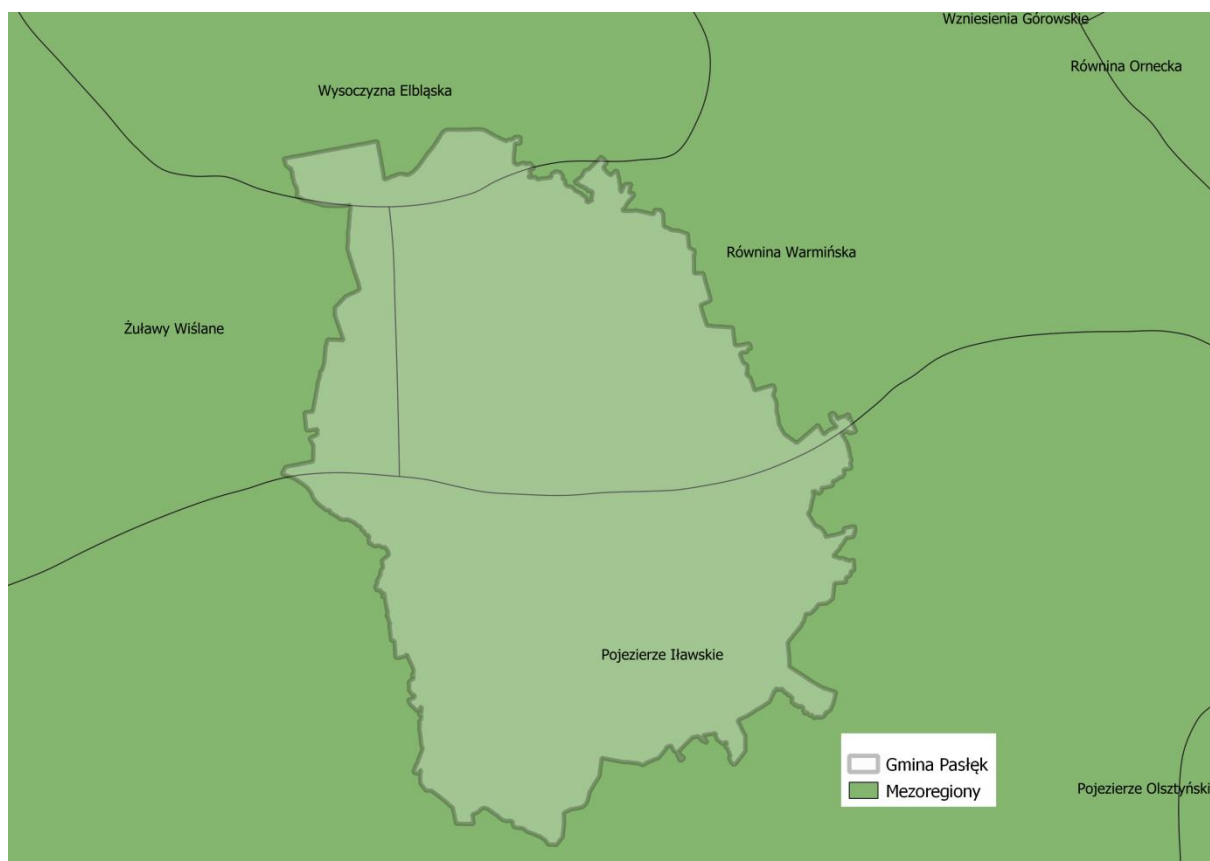 Wzniesienia Górowskie
Równina Ornecka
Wysoczyzna Elbląska
Równina Warmińska
Żuławy Wiślane
Pojezierze Iławskie
Gmina Pasłęk
Mezoregiony
Pojezierze Olsztyński